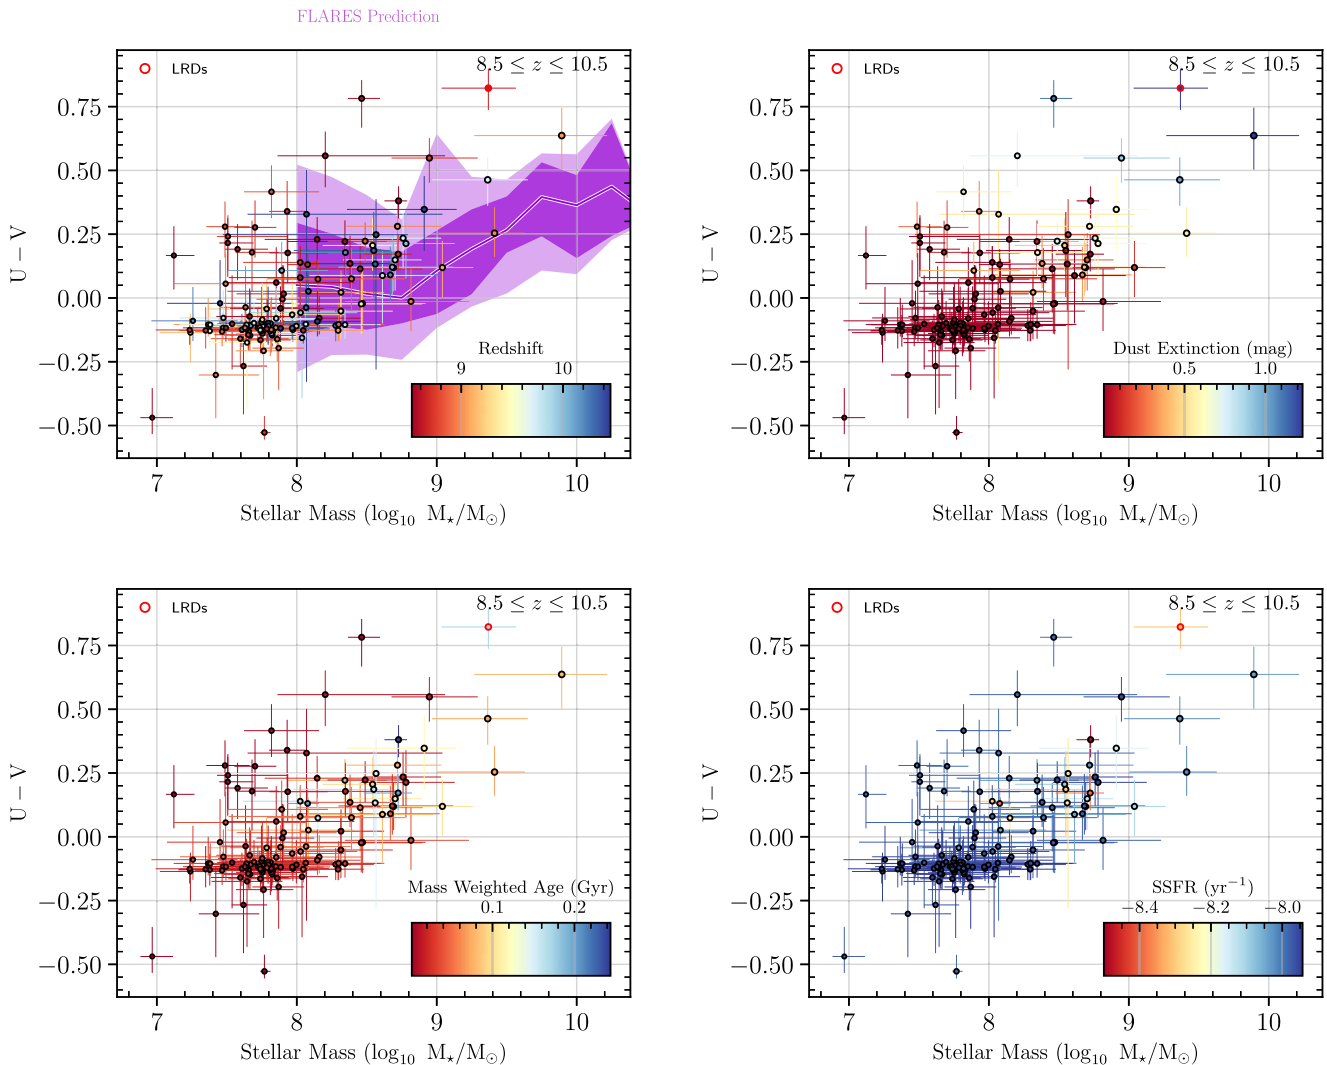 FLARES Prediction
LRDs
8.5 ≤ z ≤ 10.5
0.75
0.50
0.25
0.00
−0.25
−0.50
U − V
Redshift
9 10
7 8 9 10
Stellar Mass (log₁₀ M⋆/M⊙)
LRDs
8.5 ≤ z ≤ 10.5
0.75
0.50
0.25
0.00
−0.25
−0.50
U − V
Dust Extinction (mag)
0.5 1.0
7 8 9 10
Stellar Mass (log₁₀ M⋆/M⊙)
LRDs
8.5 ≤ z ≤ 10.5
0.75
0.50
0.25
0.00
−0.25
−0.50
U − V
Mass Weighted Age (Gyr)
0.1 0.2
7 8 9 10
Stellar Mass (log₁₀ M⋆/M⊙)
LRDs
8.5 ≤ z ≤ 10.5
0.75
0.50
0.25
0.00
−0.25
−0.50
U − V
SSFR (yr⁻¹)
−8.4 −8.2 −8.0
7 8 9 10
Stellar Mass (log₁₀ M⋆/M⊙)